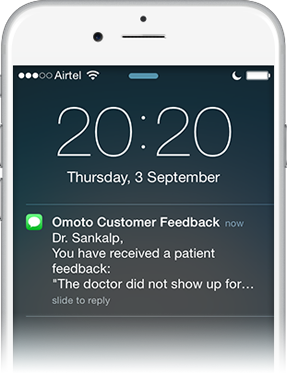 Airtel
20:20
Thursday, 3 September
Omoto Customer Feedback now
Dr. Sankalp,
You have received a patient
feedback:
"The doctor did not show up for...
slide to reply